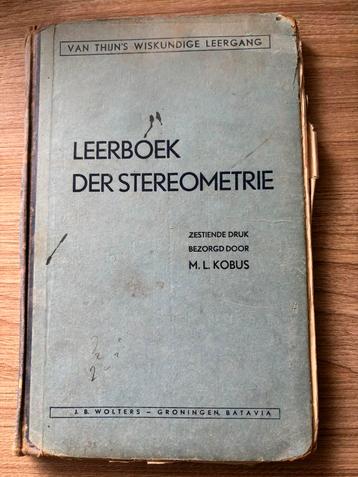 VAN THIJN'S WISKUNDIGE LEERGANG
LEERBOEK
DER STEREOMETRIE
ZESTIENDE DRUK
BEZORGD DOOR
M. L. KOBUS
J. B. WOLTERS – GRONINGEN, BATAVIA